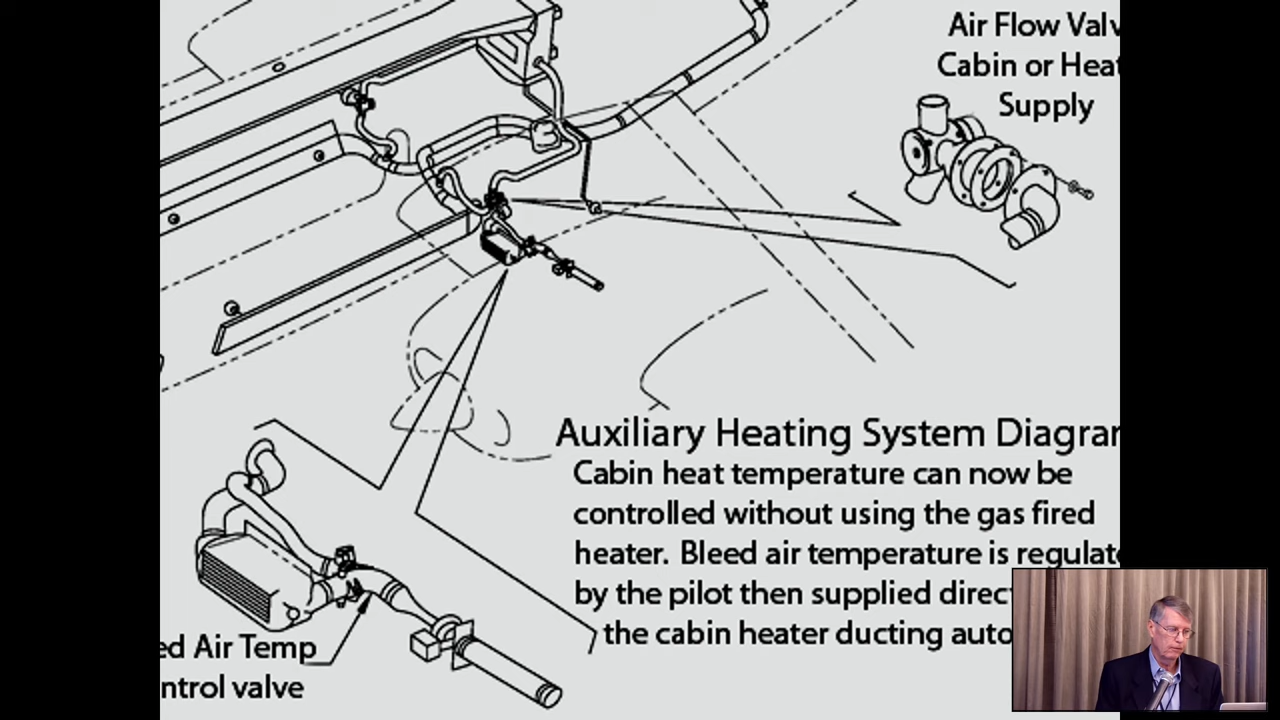 Air Flow Valv
Cabin or Heat
Supply
Auxiliary Heating System Diagram
Cabin heat temperature can now be
controlled without using the gas fired
heater. Bleed air temperature is regulate
by the pilot then supplied direc
the cabin heater ducting auto
ed Air Temp
ntrol valve